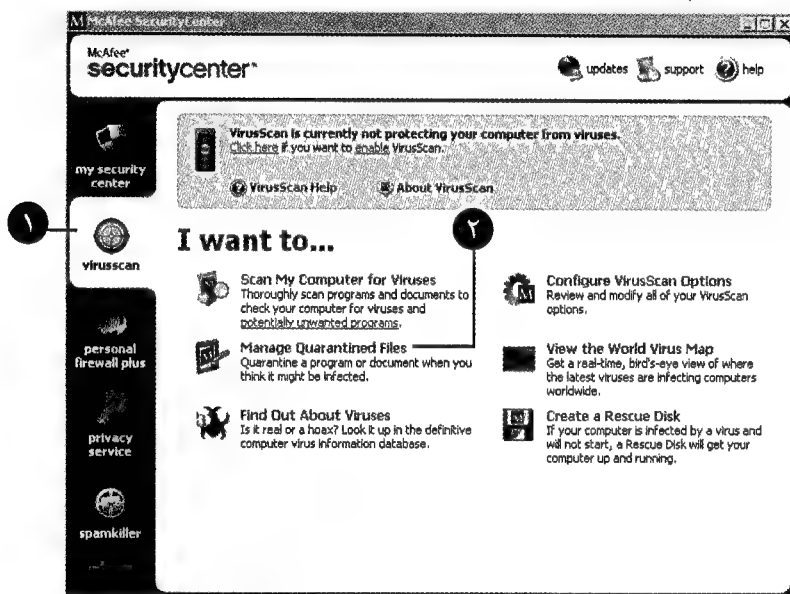 McAfee SecurityCenter
McAfee®
securitycenter™
updates support help
my security
center
virusscan
personal
firewall plus
privacy
service
spamkiller
١
٢
VirusScan is currently not protecting your computer from viruses.
Click here if you want to enable VirusScan.
VirusScan Help About VirusScan
I want to...
Scan My Computer for Viruses
Thoroughly scan programs and documents to
check your computer for viruses and
potentially unwanted programs.
Manage Quarantined Files
Quarantine a program or document when you
think it might be infected.
Find Out About Viruses
Is it real or a hoax? Look it up in the definitive
computer virus information database.
Configure VirusScan Options
Review and modify all of your VirusScan
options.
View the World Virus Map
Get a real-time, bird's-eye view of where
the latest viruses are infecting computers
worldwide.
Create a Rescue Disk
If your computer is infected by a virus and
will not start, a Rescue Disk will get your
computer up and running.